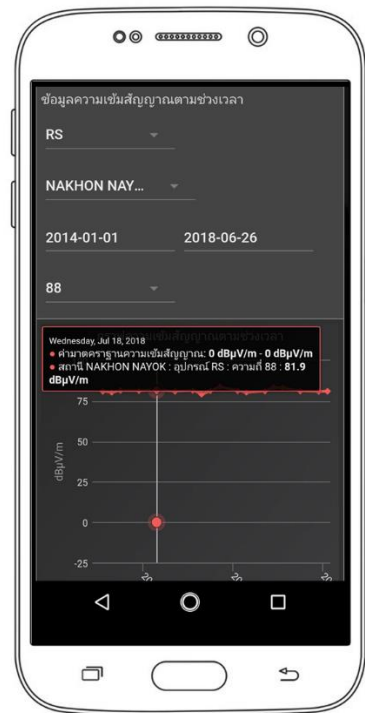 ข้อมูลความเข้มสัญญาณตามช่วงเวลา
RS
NAKHON NAY...
2014-01-01 2018-06-26
88
Wednesday, Jul 18, 2018
● ค่ามาตราฐานความเข้มสัญญาณ: 0 dBµV/m - 0 dBµV/m
● สถานี NAKHON NAYOK : อุปกรณ์ RS : ความถี่ 88 : 81.9
dBµV/m
75
50
dBµV/m
25
0
-25